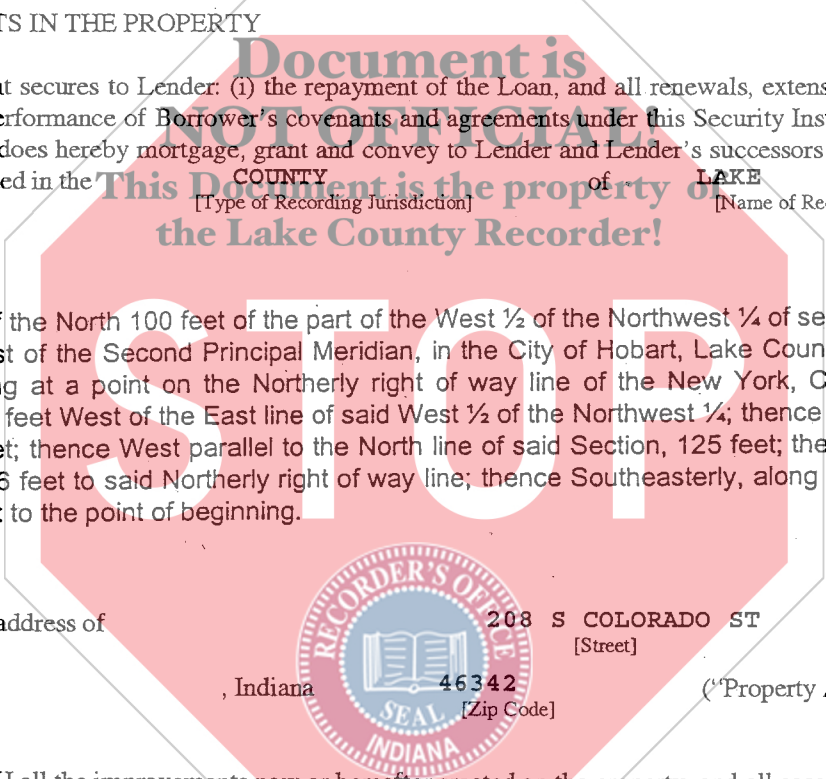 TS IN THE PROPERTY
Document is
t secures to Lender: (i) the repayment of the Loan, and all renewals, extens
erformance of Borrower's covenants and agreements under this Security Ins
NOT OFFICIAL!
does hereby mortgage, grant and convey to Lender and Lender's successors
ed in the COUNTY of LAKE
This Document is the property of
[Type of Recording Jurisdiction] [Name of Re
the Lake County Recorder!
STOP
the North 100 feet of the part of the West ½ of the Northwest ¼ of se
st of the Second Principal Meridian, in the City of Hobart, Lake Coun
g at a point on the Northerly right of way line of the New York, C
feet West of the East line of said West ½ of the Northwest ¼; thence
et; thence West parallel to the North line of said Section, 125 feet; the
6 feet to said Northerly right of way line; thence Southeasterly, along
to the point of beginning.
RECORDER'S OFFICE
address of 208 S COLORADO ST
[Street]
, Indiana 46342 ("Property
SEAL [Zip Code]
INDIANA